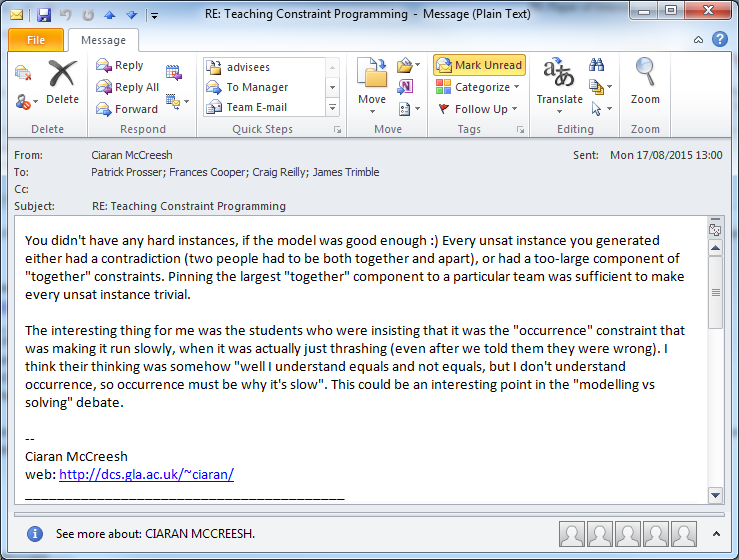 RE: Teaching Constraint Programming - Message (Plain Text)
File
Message
Delete
Delete
Reply
Reply All
Forward
Respond
advisees
To Manager
Team E-mail
Quick Steps
Move
Move
Mark Unread
Categorize
Follow Up
Tags
Translate
Editing
Zoom
Zoom
From: Ciaran McCreesh
Sent: Mon 17/08/2015 13:00
To: Patrick Prosser; Frances Cooper; Craig Reilly; James Trimble
Cc:
Subject: RE: Teaching Constraint Programming
You didn't have any hard instances, if the model was good enough :) Every unsat instance you generated
either had a contradiction (two people had to be both together and apart), or had a too-large component of
"together" constraints. Pinning the largest "together" component to a particular team was sufficient to make
every unsat instance trivial.
The interesting thing for me was the students who were insisting that it was the "occurrence" constraint that
was making it run slowly, when it was actually just thrashing (even after we told them they were wrong). I
think their thinking was somehow "well I understand equals and not equals, but I don't understand
occurrence, so occurrence must be why it's slow". This could be an interesting point in the "modelling vs
solving" debate.
--
Ciaran McCreesh
web: http://dcs.gla.ac.uk/~ciaran/
________________________________________
See more about: CIARAN MCCREESH.